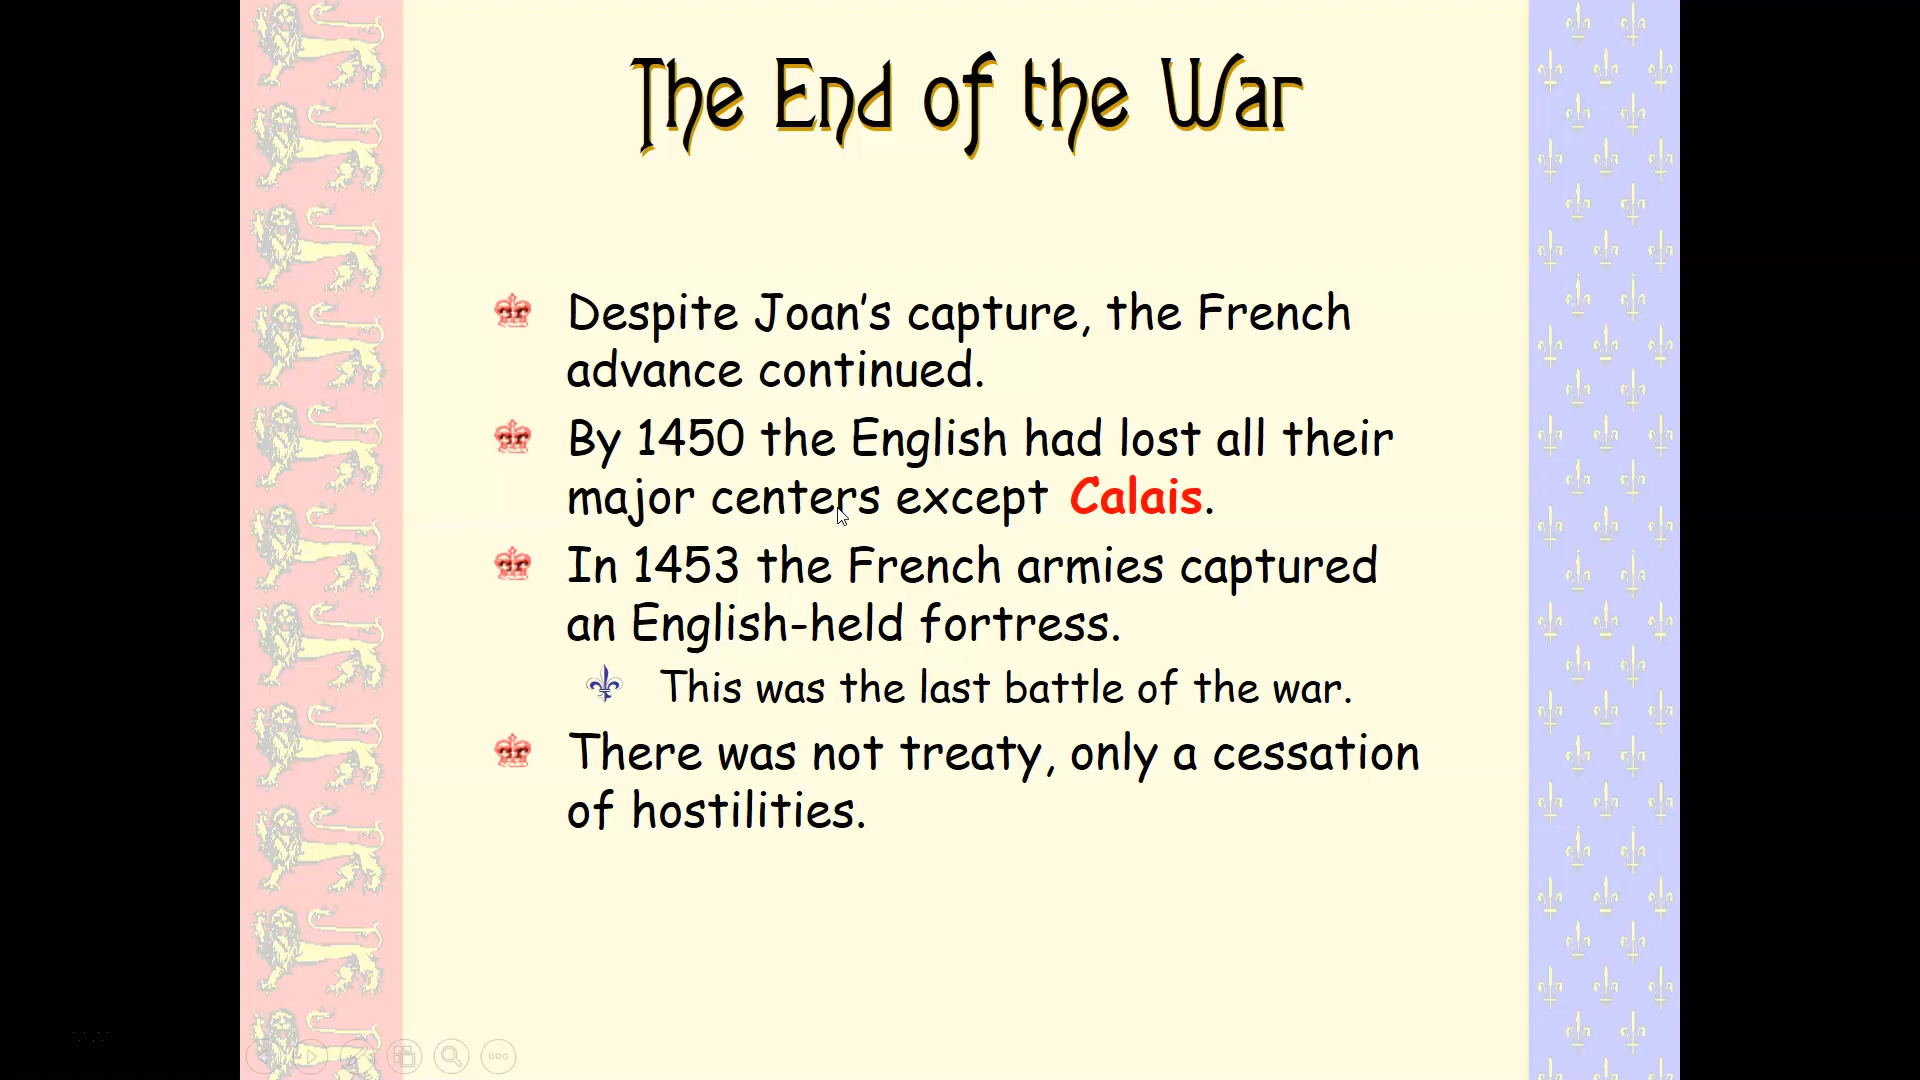 The End of the War
Despite Joan's capture, the French
advance continued.
By 1450 the English had lost all their
major centers except Calais.
In 1453 the French armies captured
an English-held fortress.
This was the last battle of the war.
There was not treaty, only a cessation
of hostilities.